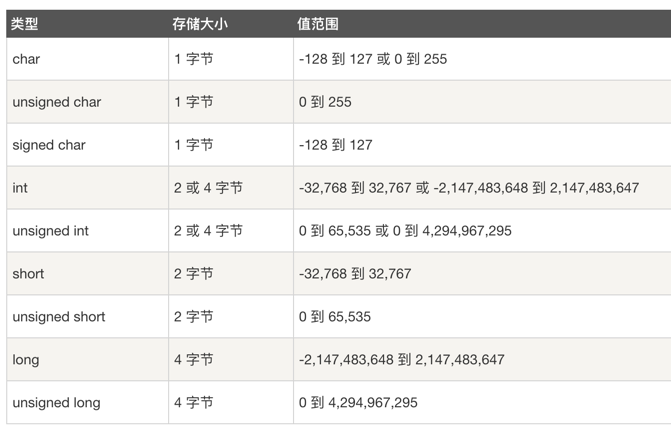 类型 存储大小 值范围
char 1 字节 -128 到 127 或 0 到 255
unsigned char 1 字节 0 到 255
signed char 1 字节 -128 到 127
int 2 或 4 字节 -32,768 到 32,767 或 -2,147,483,648 到 2,147,483,647
unsigned int 2 或 4 字节 0 到 65,535 或 0 到 4,294,967,295
short 2 字节 -32,768 到 32,767
unsigned short 2 字节 0 到 65,535
long 4 字节 -2,147,483,648 到 2,147,483,647
unsigned long 4 字节 0 到 4,294,967,295